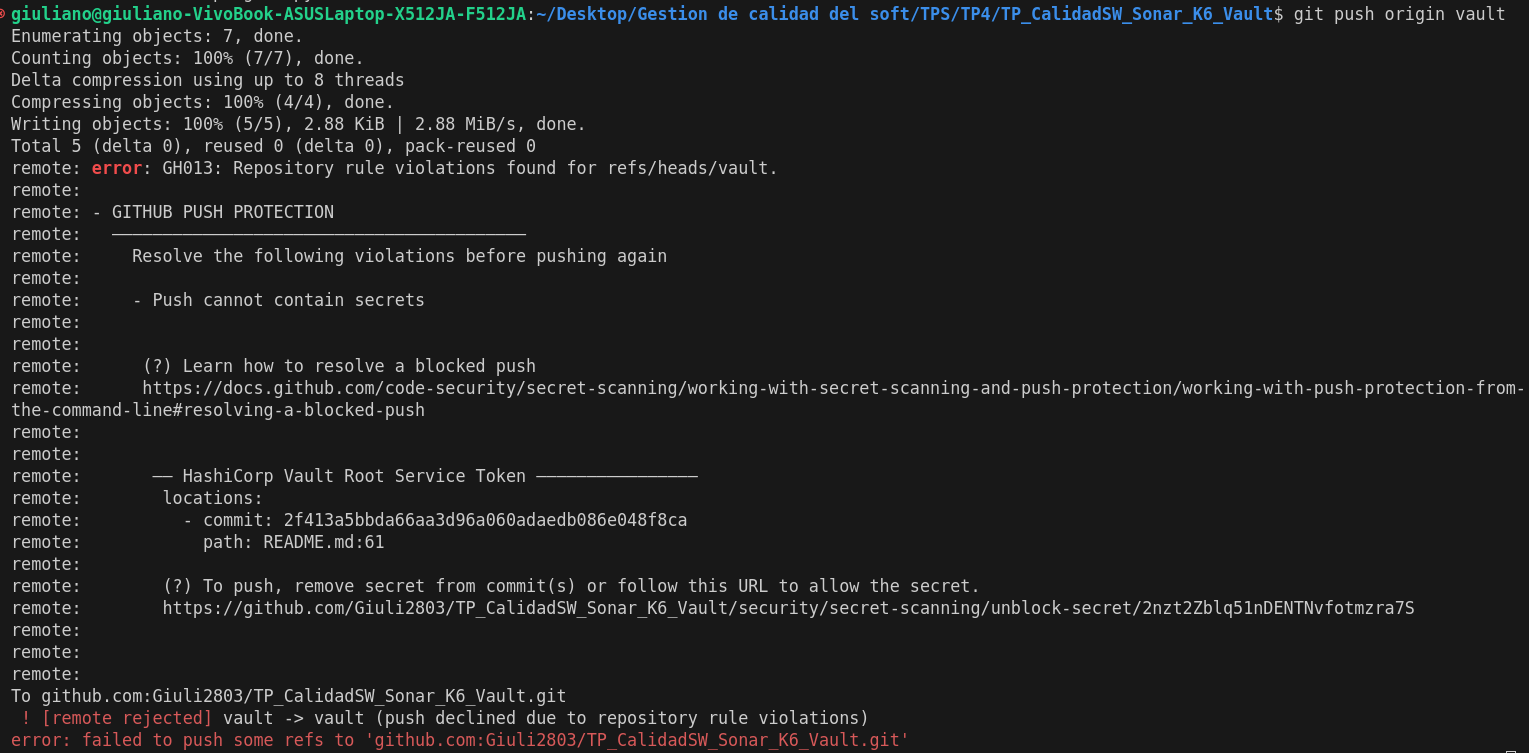 giuliano@giuliano-VivoBook-ASUSLaptop-X512JA-F512JA:~/Desktop/Gestion de calidad del soft/TPS/TP4/TP_CalidadSW_Sonar_K6_Vault$ git push origin vault
Enumerating objects: 7, done.
Counting objects: 100% (7/7), done.
Delta compression using up to 8 threads
Compressing objects: 100% (4/4), done.
Writing objects: 100% (5/5), 2.88 KiB | 2.88 MiB/s, done.
Total 5 (delta 0), reused 0 (delta 0), pack-reused 0
remote: error: GH013: Repository rule violations found for refs/heads/vault.
remote:
remote: - GITHUB PUSH PROTECTION
remote:   —————————————————————————————————————————
remote:     Resolve the following violations before pushing again
remote:
remote:     - Push cannot contain secrets
remote:
remote:
remote:      (?) Learn how to resolve a blocked push
remote:      https://docs.github.com/code-security/secret-scanning/working-with-secret-scanning-and-push-protection/working-with-push-protection-from-
the-command-line#resolving-a-blocked-push
remote:
remote:
remote:       —— HashiCorp Vault Root Service Token ————————————————
remote:        locations:
remote:          - commit: 2f413a5bbda66aa3d96a060adaedb086e048f8ca
remote:            path: README.md:61
remote:
remote:        (?) To push, remove secret from commit(s) or follow this URL to allow the secret.
remote:        https://github.com/Giuli2803/TP_CalidadSW_Sonar_K6_Vault/security/secret-scanning/unblock-secret/2nzt2Zblq51nDENTNvfotmzra7S
remote:
remote:
remote:
To github.com:Giuli2803/TP_CalidadSW_Sonar_K6_Vault.git
 ! [remote rejected] vault -> vault (push declined due to repository rule violations)
error: failed to push some refs to 'github.com:Giuli2803/TP_CalidadSW_Sonar_K6_Vault.git'